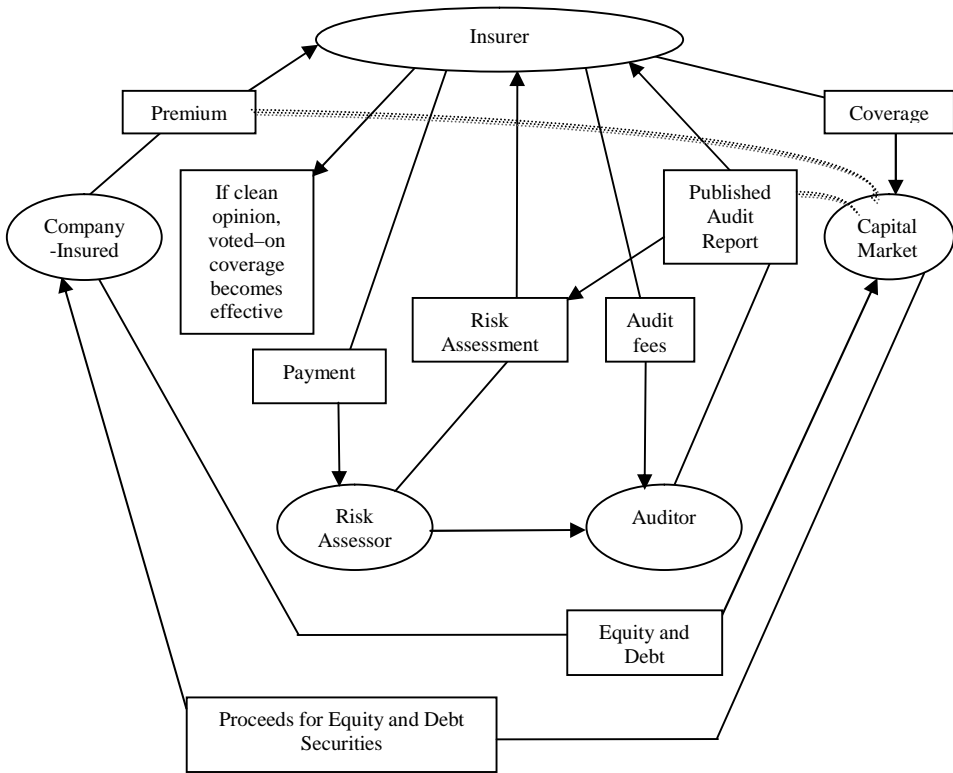 Insurer
Premium
Coverage
If clean
opinion,
voted–on
coverage
becomes
effective
Published
Audit
Report
Company
-Insured
Capital
Market
Risk
Assessment
Audit
fees
Payment
Risk
Assessor
Auditor
Equity and
Debt
Proceeds for Equity and Debt
Securities